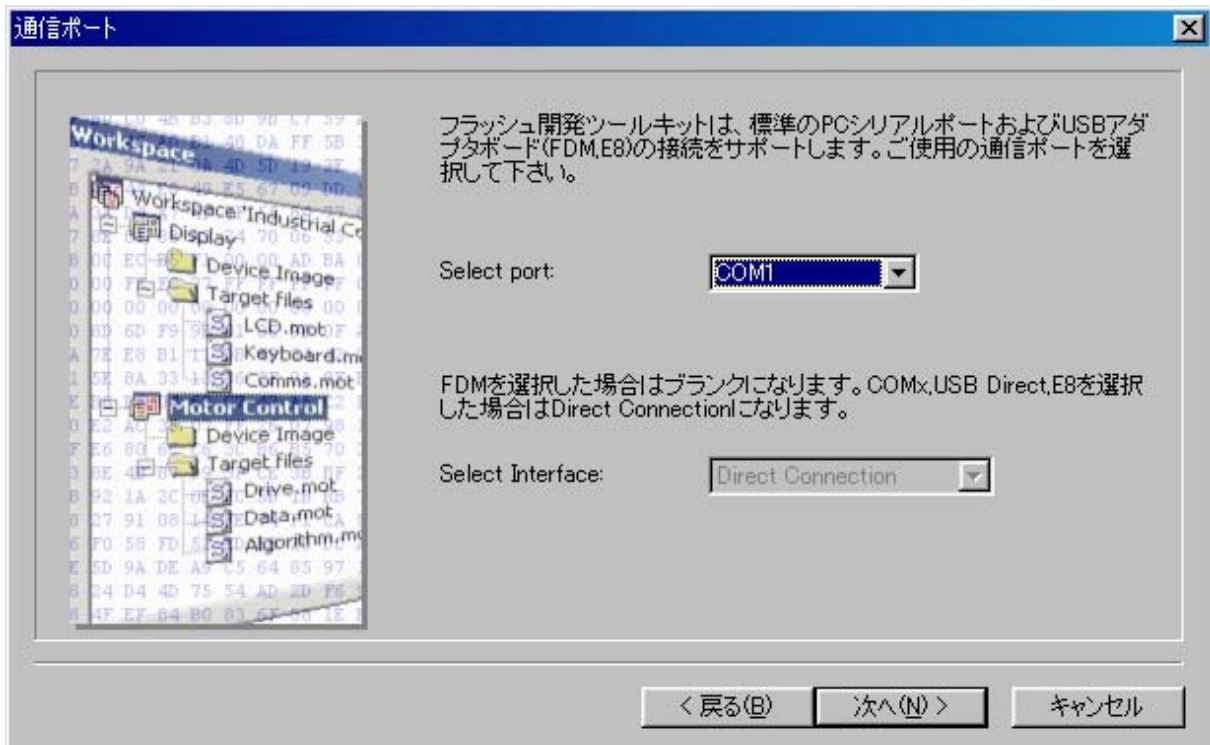 通信ポート
フラッシュ開発ツールキットは、標準のPCシリアルポートおよびUSBアダ
プタボード(FDM,E8)の接続をサポートします。ご使用の通信ポートを選
択して下さい。
Select port:
COM1
FDMを選択した場合はブランクになります。COMx,USB Direct,E8を選択
した場合はDirect Connectionになります。
Select Interface:
Direct Connection
Workspace
Workspace 'Industrial Co
Display
Device Image
Target files
LCD.mot
Keyboard.mo
Comms.mot
Motor Control
Device Image
Target files
Drive.mot
Data.mot
Algorithm.mo
< 戻る(B)
次へ(N) >
キャンセル